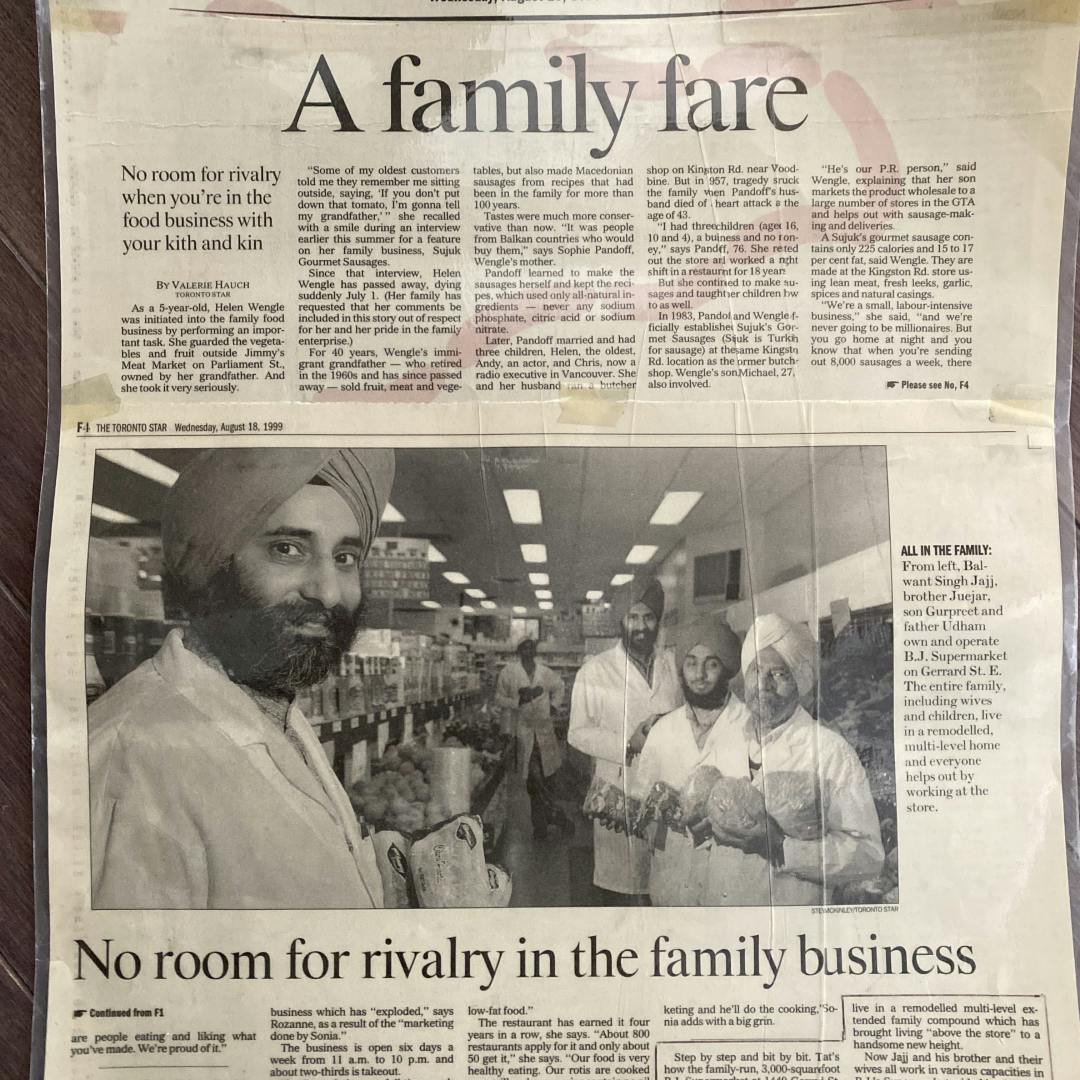 A family fare
No room for rivalry
when you're in the
food business with
your kith and kin
BY VALERIE HAUCH
TORONTO STAR
As a 5-year-old, Helen Wengle
was initiated into the family food
business by performing an impor-
tant task. She guarded the vegeta-
bles and fruit outside Jimmy's
Meat Market on Parliament St.,
owned by her grandfather. And
she took it very seriously.
"Some of my oldest customers
told me they remember me sitting
outside, saying, 'If you don't put
down that tomato, I'm gonna tell
my grandfather,' " she recalled
with a smile during an interview
earlier this summer for a feature
on her family business, Sujuk
Gourmet Sausages.
Since that interview, Helen
Wengle has passed away, dying
suddenly July 1. (Her family has
requested that her comments be
included in this story out of respect
for her and her pride in the family
enterprise.)
For 40 years, Wengle's immi-
grant grandfather — who retired
in the 1960s and has since passed
away — sold fruit, meat and vege-
tables, but also made Macedonian
sausages from recipes that had
been in the family for more than
100 years.
Tastes were much more conser-
vative than now. "It was people
from Balkan countries who would
buy them," says Sophie Pandoff,
Wengle's mother.
Pandoff learned to make the
sausages herself and kept the reci-
pes, which used only all-natural in-
gredients — never any sodium
phosphate, citric acid or sodium
nitrate.
Later, Pandoff married and had
three children, Helen, the oldest,
Andy, an actor, and Chris, now a
radio executive in Vancouver. She
and her husband ran a butcher
shop on Kingston Rd. near Wood-
bine. But in 957, tragedy struck
the family when Pandoff's hus-
band died of heart attack a the
age of 43.
"I had three children (ages 16,
10 and 4), a business and no
ey," says Pandoff, 76. She
out the store and worked a night
shift in a restaurant for 18 years.
But she continued to make su-
sages and taught her children how
to as well.
In 1983, Pandoff and Wengle f-
ficially established Sujuk's Gor-
met Sausages (Sujuk is Turkish
for sausage) at the same Kingston
Rd. location as the former butch-
shop. Wengle's son, Michael, 27,
also involved.
"He's our P.R. person," said
Wengle, explaining that her son
markets the product wholesale to a
large number of stores in the GTA
and helps out with sausage-mak-
ing and deliveries.
A Sujuk's gourmet sausage con-
tains only 225 calories and 15 to 17
per cent fat, said Wengle. They are
made at the Kingston Rd. store us-
ing lean meat, fresh leeks, garlic,
spices and natural casings.
"We're a small, labour-intensive
business," she said, "and we're
never going to be millionaires. But
you go home at night and you
know that when you're sending
out 8,000 sausages a week, there
Please see No, F4
F4 THE TORONTO STAR Wednesday, August 18, 1999
ALL IN THE FAMILY:
From left, Bal-
want Singh Jajj,
brother Juejar,
son Gurpreet and
father Udham
own and operate
B.J. Supermarket
on Gerrard St. E.
The entire family,
including wives
and children, live
in a remodelled,
multi-level home
and everyone
helps out by
working at the
store.
MCKINLEY/TORONTO STAR
No room for rivalry in the family business
Continued from F1
are people eating and liking what
you've made. We're proud of it."
business which has "exploded," says
Rozanne, as a result of the "marketing
done by Sonia."
The business is open six days a
week from 11 a.m. to 10 p.m. and
about two-thirds is takeout.
low-fat food."
The restaurant has earned it four
years in a row, she says. "About 800
restaurants apply for it and only about
50 get it," she says. "Our food is very
healthy eating. Our rotis are cooked
keting and he'll do the cooking," So-
nia adds with a big grin.
Step by step and bit by bit. Tat's
how the family-run, 3,000-squarefoot
live in a remodelled multi-level ex-
tended family compound which has
brought living "above the store" to a
handsome new height.
Now Jajj and his brother and their
wives all work in various capacities in